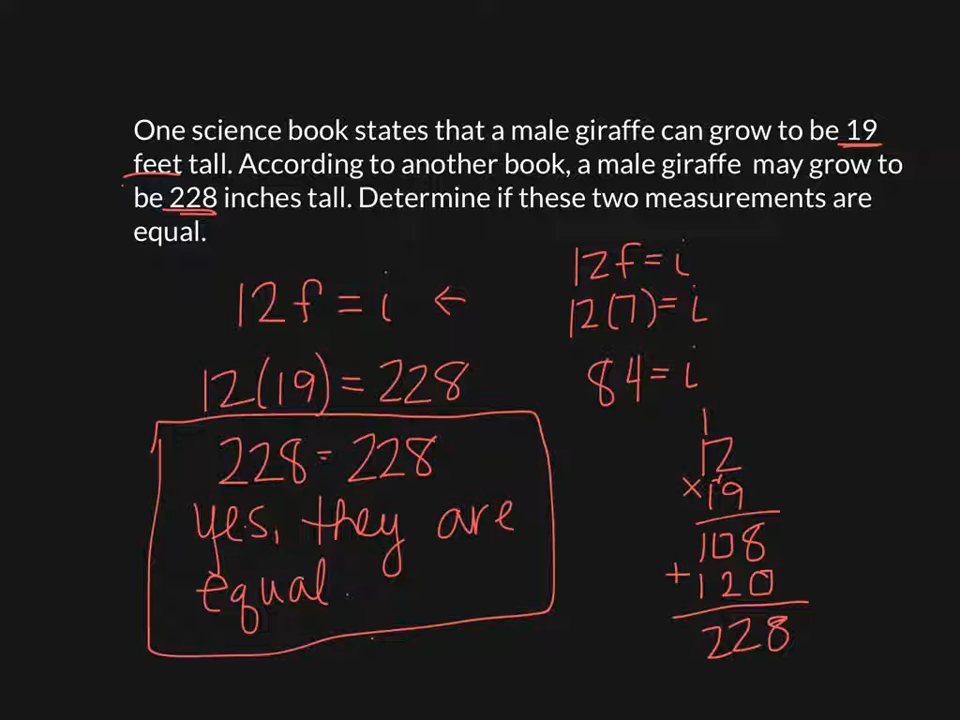 One science book states that a male giraffe can grow to be 19
feet tall. According to another book, a male giraffe may grow to
be 228 inches tall. Determine if these two measurements are
equal.
12f = i ←
12(19) = 228
228 = 228
yes, they are
equal.
12f = i
12(7) = i
84 = i
1
12
×19
108
+120
228